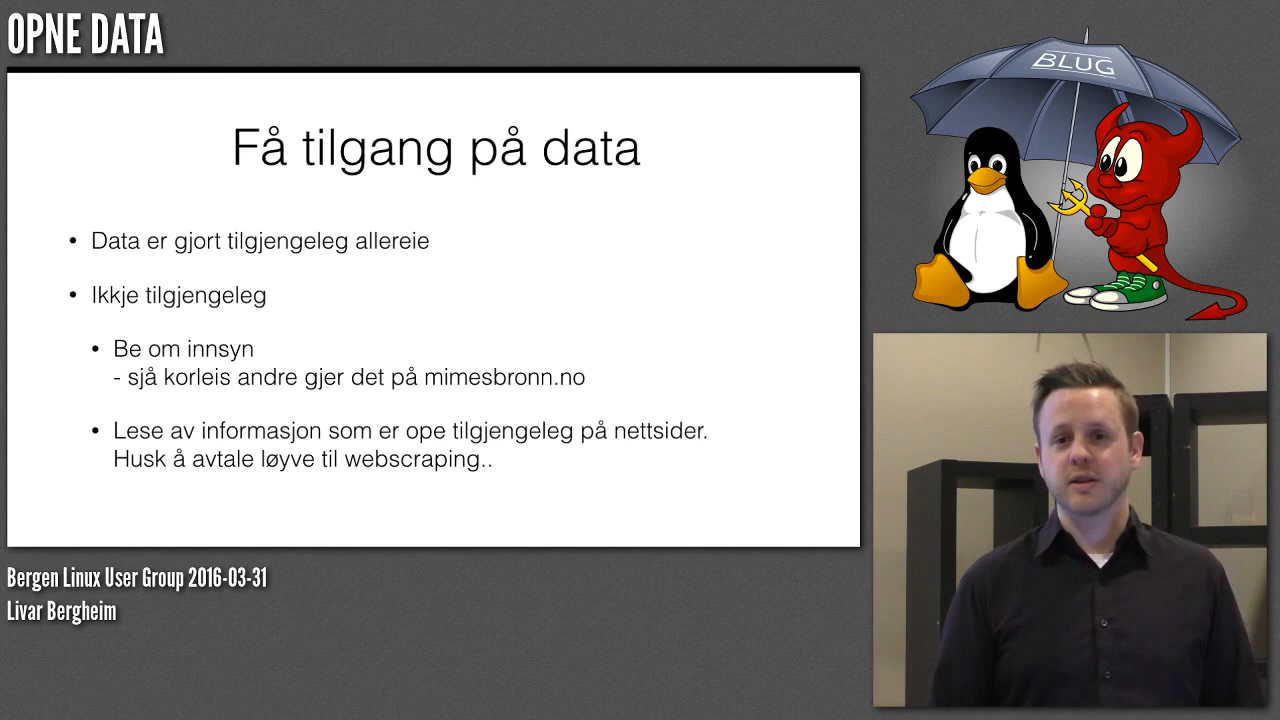 OPNE DATA
BLUG
Få tilgang på data
• Data er gjort tilgjengeleg allereie
• Ikkje tilgjengeleg
• Be om innsyn
- sjå korleis andre gjer det på mimesbronn.no
• Lese av informasjon som er ope tilgjengeleg på nettsider.
Husk å avtale løyve til webscraping..
Bergen Linux User Group 2016-03-31
Livar Bergheim